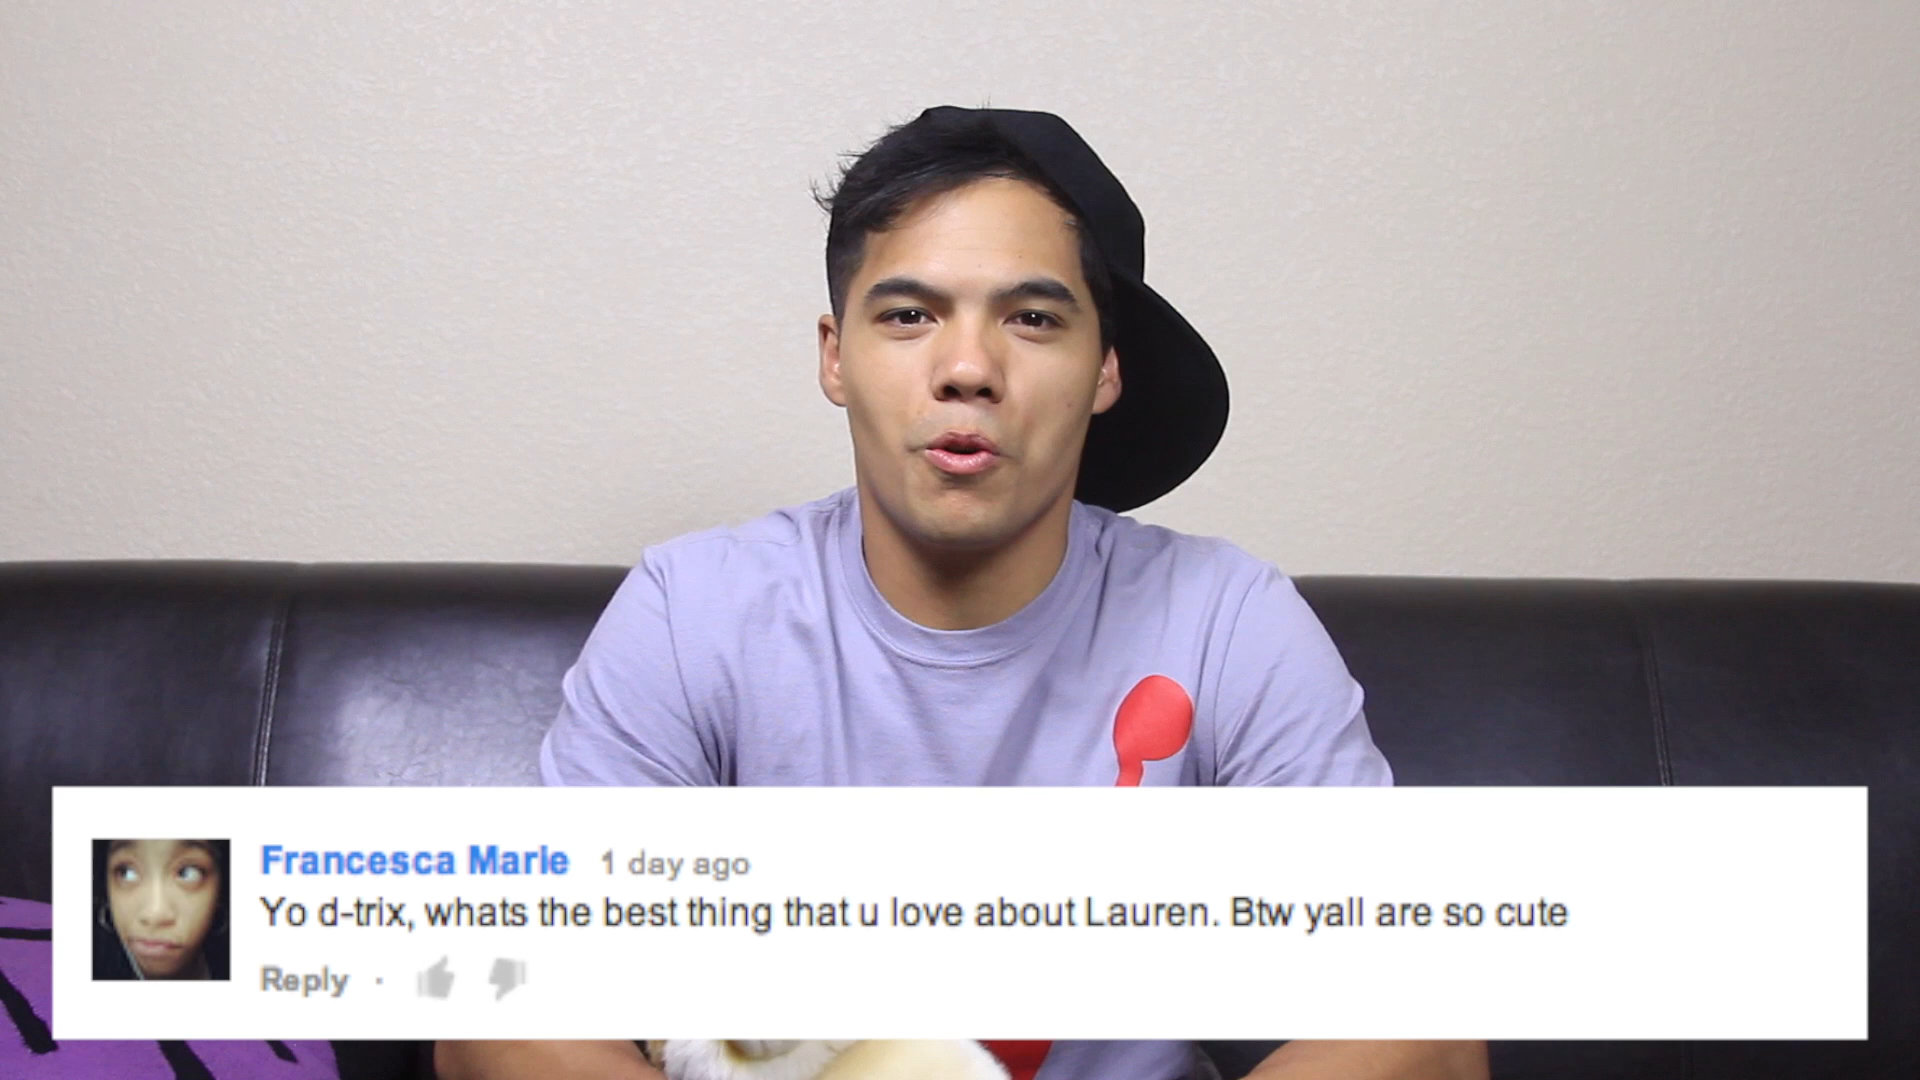 Francesca Marie 1 day ago
Yo d-trix, whats the best thing that u love about Lauren. Btw yall are so cute
Reply ·